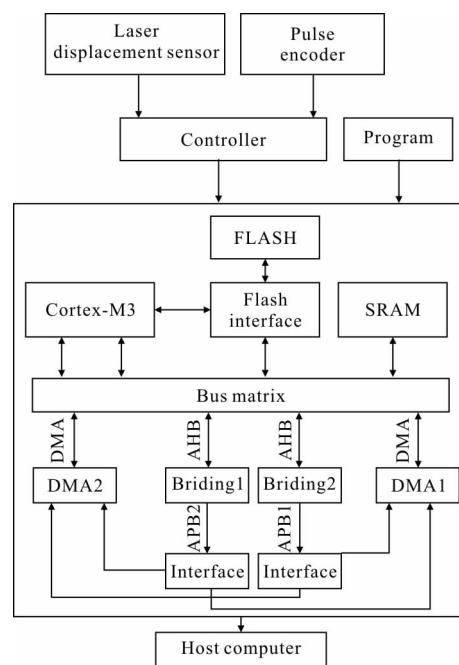 Laser
displacement sensor
Pulse
encoder
Controller
Program
FLASH
Cortex-M3
Flash
interface
SRAM
Bus matrix
DMA
AHB
AHB
DMA
DMA2
Briding1
Briding2
DMA1
APB2
APB1
Interface
Interface
Host computer